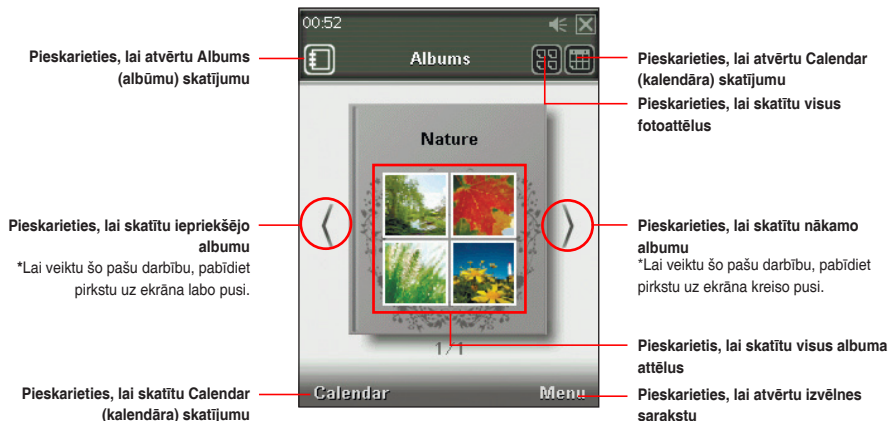 00:52
Albums
Nature
1/1
Calendar
Menu
Pieskarieties, lai atvērtu Albums
(albūmu) skatījumu
Pieskarieties, lai skatītu iepriekšējo
albumu
*Lai veiktu šo pašu darbību, pabīdiet
pirkstu uz ekrāna labo pusi.
Pieskarieties, lai skatītu Calendar
(kalendāra) skatījumu
Pieskarieties, lai atvērtu Calendar
(kalendāra) skatījumu
Pieskarieties, lai skatītu visus
fotoattēlus
Pieskarieties, lai skatītu nākamo
albumu
*Lai veiktu šo pašu darbību, pabīdiet
pirkstu uz ekrāna kreiso pusi.
Pieskarietis, lai skatītu visus albuma
attēlus
Pieskarieties, lai atvērtu izvēlnes
sarakstu